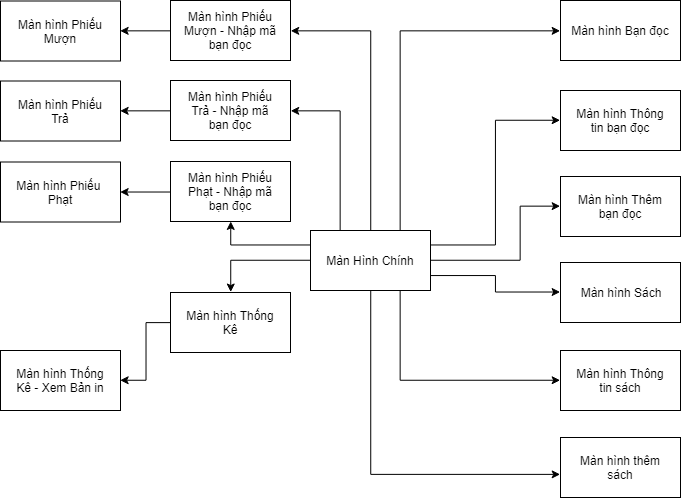 Màn hình Phiếu
Mượn
Màn hình Phiếu
Mượn - Nhập mã
bạn đọc
Màn hình Bạn đọc
Màn hình Phiếu
Trả
Màn hình Phiếu
Trả - Nhập mã
bạn đọc
Màn hình Thông
tin bạn đọc
Màn hình Phiếu
Phạt
Màn hình Phiếu
Phạt - Nhập mã
bạn đọc
Màn hình Thêm
bạn đọc
Màn Hình Chính
Màn hình Sách
Màn hình Thống
Kê
Màn hình Thống
Kê - Xem Bản in
Màn hình Thông
tin sách
Màn hình thêm
sách